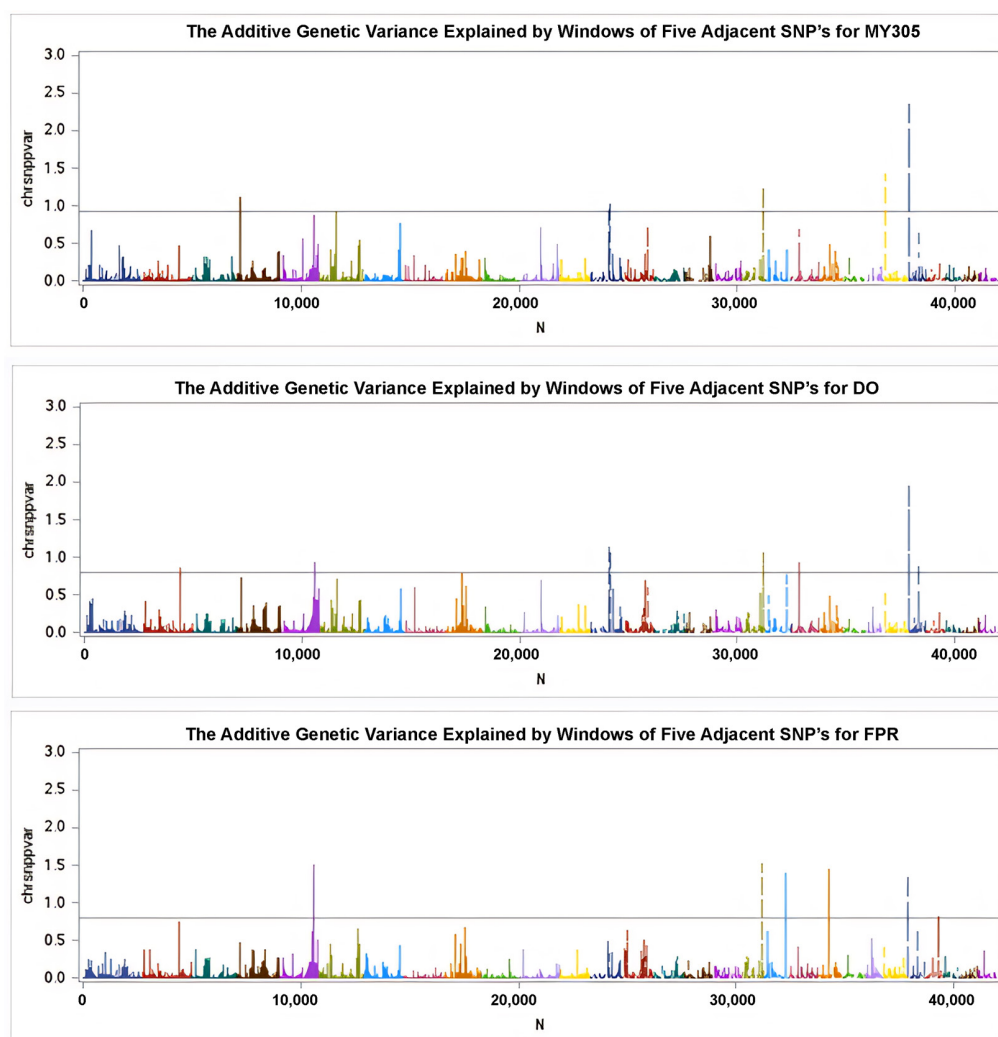 The Additive Genetic Variance Explained by Windows of Five Adjacent SNP's for MY305
3.0
2.5
2.0
1.5
1.0
0.5
0.0
chrsnppvar
0 10,000 20,000 30,000 40,000
N
The Additive Genetic Variance Explained by Windows of Five Adjacent SNP's for DO
3.0
2.5
2.0
1.5
1.0
0.5
0.0
chrsnppvar
0 10,000 20,000 30,000 40,000
N
The Additive Genetic Variance Explained by Windows of Five Adjacent SNP's for FPR
3.0
2.5
2.0
1.5
1.0
0.5
0.0
chrsnppvar
0 10,000 20,000 30,000 40,000
N